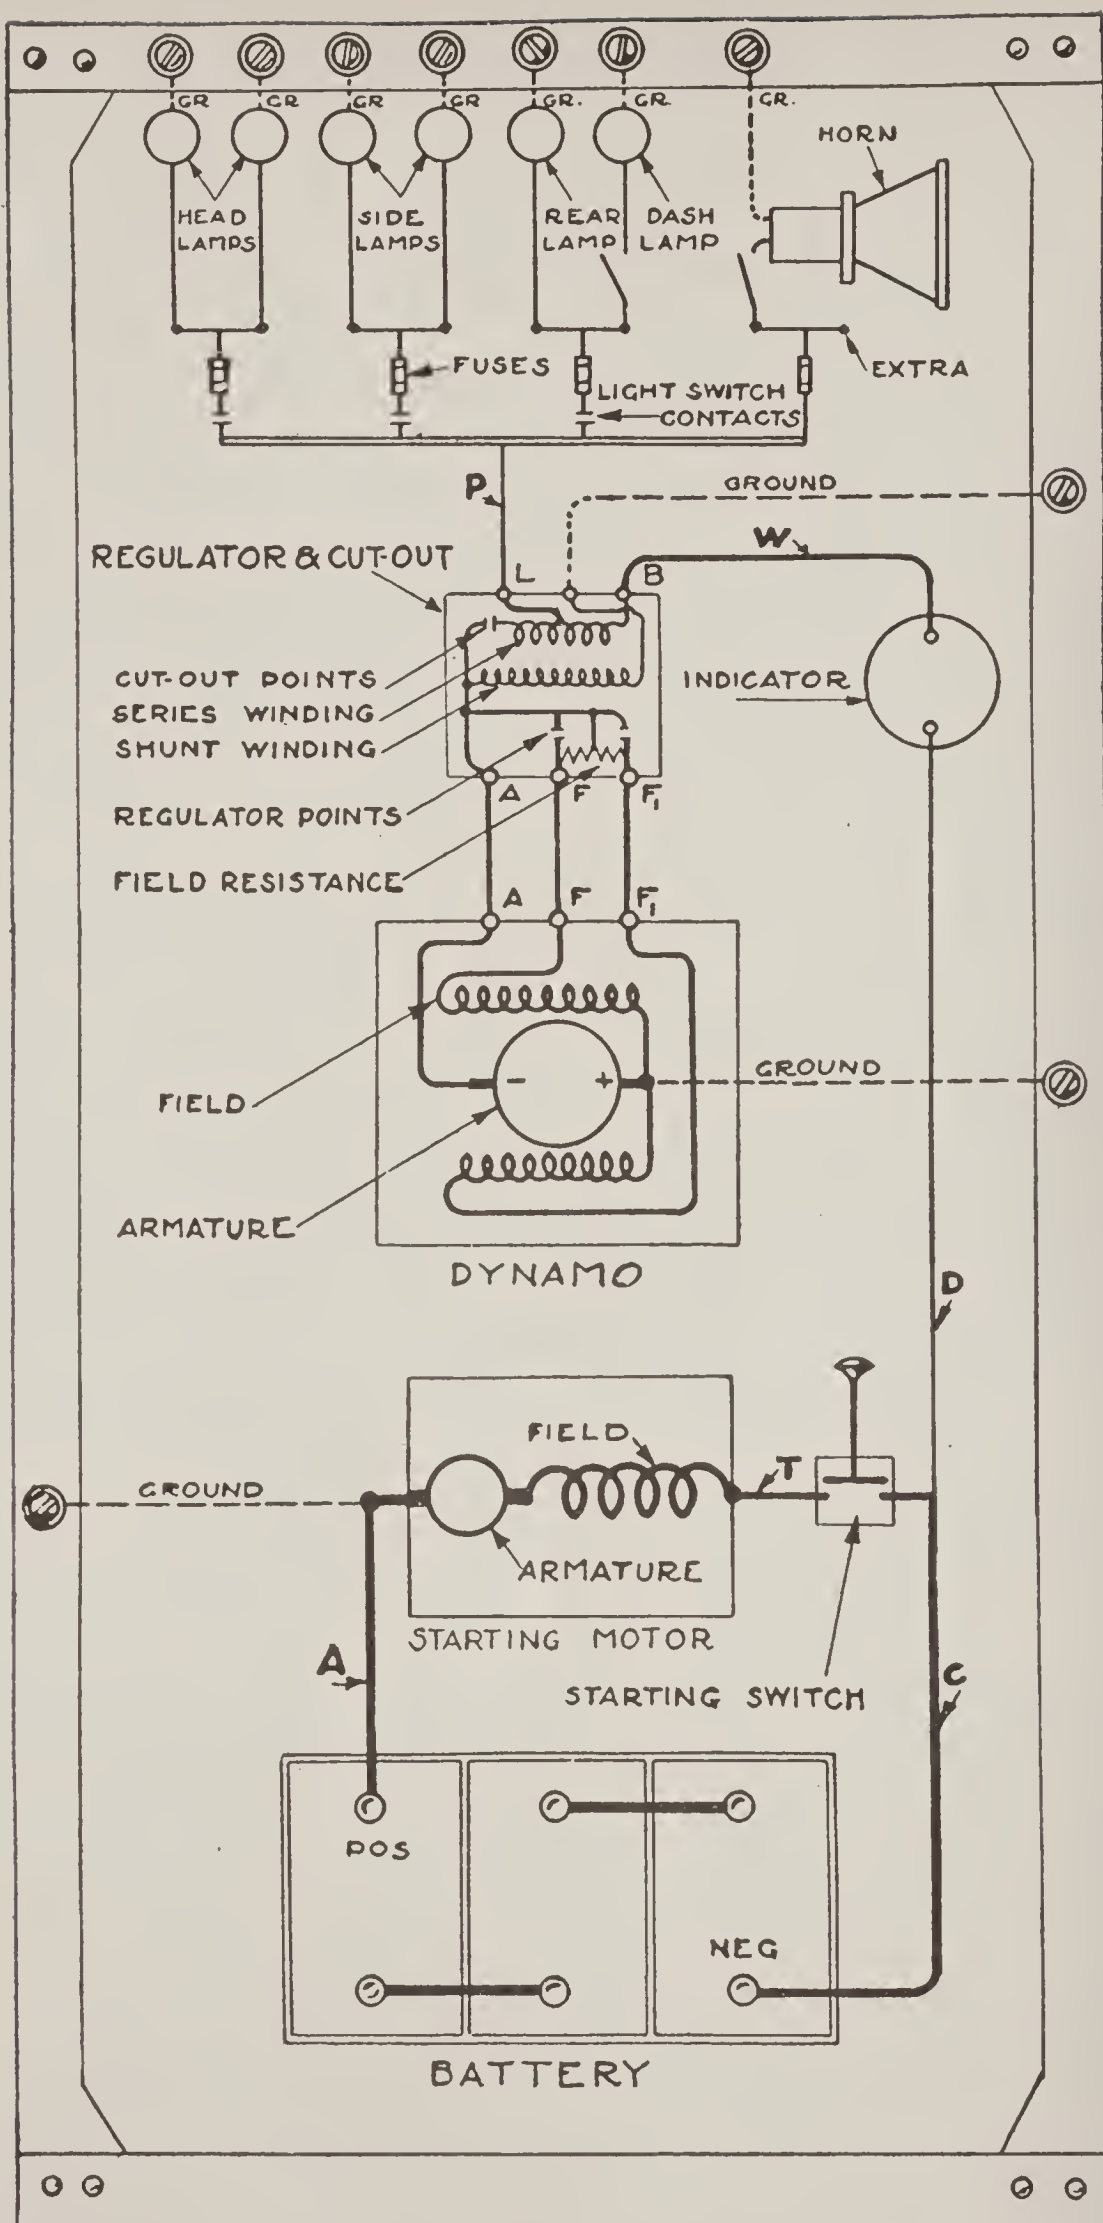 GR GR GR GR GR. GR. GR.
HORN
HEAD LAMPS
SIDE LAMPS
REAR LAMP
DASH LAMP
FUSES
LIGHT SWITCH CONTACTS
EXTRA
P
GROUND
W
REGULATOR & CUT-OUT
L
B
CUT-OUT POINTS
SERIES WINDING
SHUNT WINDING
INDICATOR
A F F1
REGULATOR POINTS
FIELD RESISTANCE
A F F1
- +
GROUND
FIELD
ARMATURE
DYNAMO
D
FIELD
T
GROUND
ARMATURE
STARTING MOTOR
A
STARTING SWITCH
C
POS
NEG
BATTERY